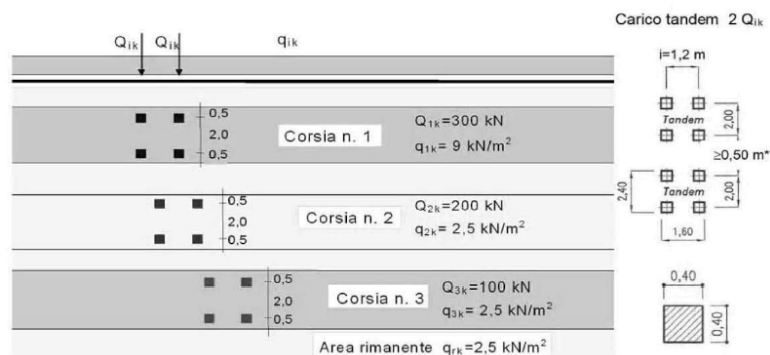 Carico tandem 2 Qik
Qik Qik qik
i=1,2 m
0,5
2,0
0,5
Corsia n. 1
Q1k=300 kN
q1k= 9 kN/m²
Tandem
2,00
≥0,50 m*
0,5
2,0
0,5
Corsia n. 2
Q2k=200 kN
q2k= 2,5 kN/m²
2,40
Tandem
2,00
1,60
0,5
2,0
0,5
Corsia n. 3
Q3k=100 kN
q3k= 2,5 kN/m²
0,40
0,40
Area rimanente qrk=2,5 kN/m²